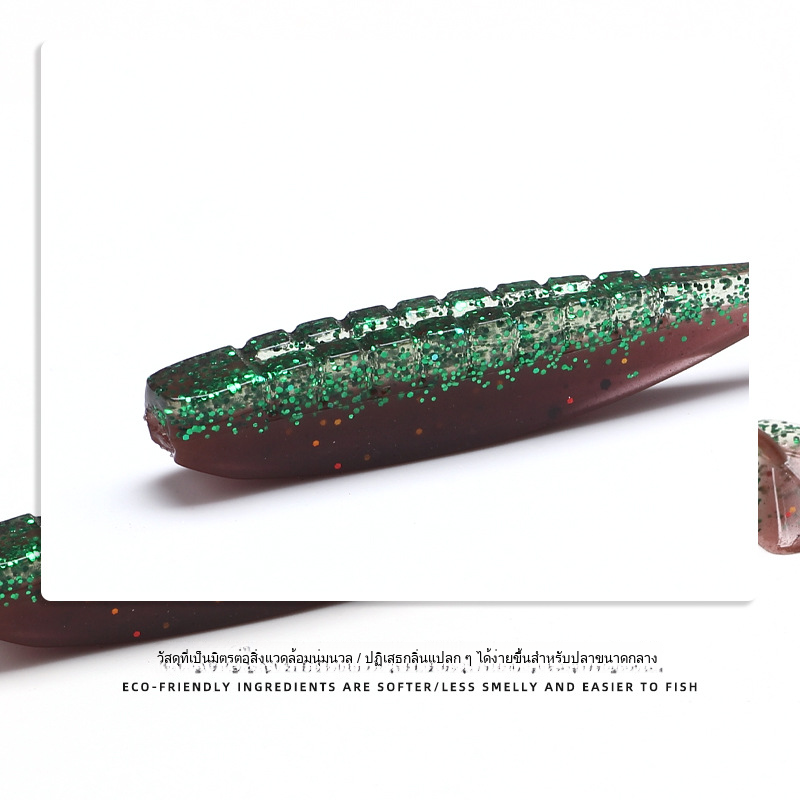 วัสดุที่เป็นมิตรต่อสิ่งแวดล้อมนุ่มนวล / ปฏิเสธกลิ่นแปลก ๆ ได้ง่ายขึ้นสำหรับปลาขนาดกลาง
ECO-FRIENDLY INGREDIENTS ARE SOFTER/LESS SMELLY AND EASIER TO FISH